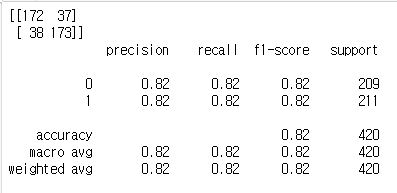 [[172 37]
[ 38 173]]
precision recall f1-score support
0 0.82 0.82 0.82 209
1 0.82 0.82 0.82 211
accuracy 0.82 420
macro avg 0.82 0.82 0.82 420
weighted avg 0.82 0.82 0.82 420